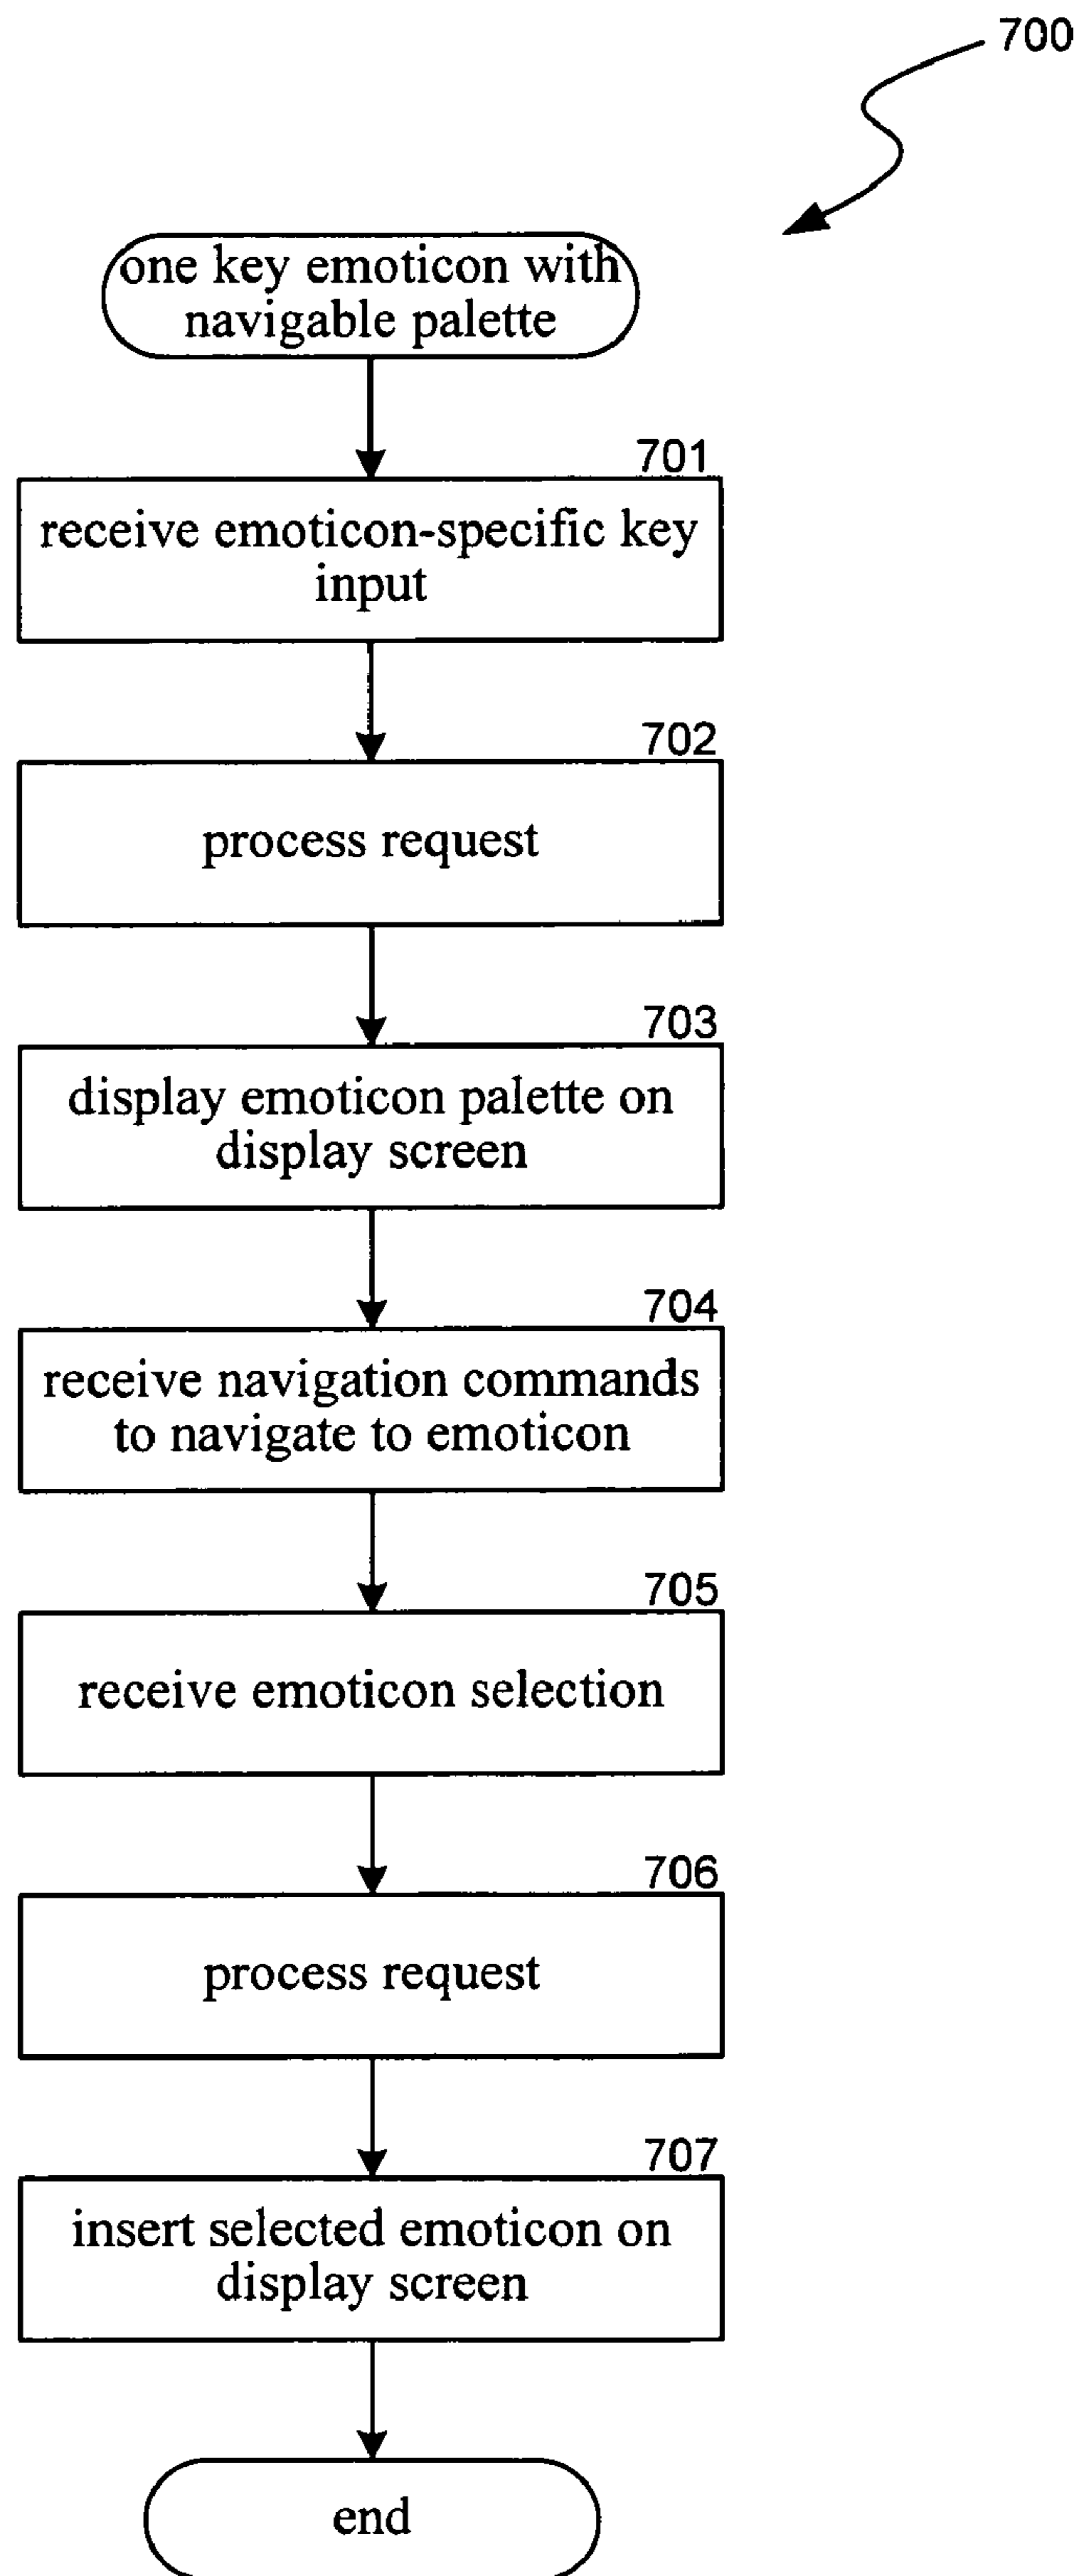 700
one key emoticon with
navigable palette
701
receive emoticon-specific key
input
702
process request
703
display emoticon palette on
display screen
704
receive navigation commands
to navigate to emoticon
705
receive emoticon selection
706
process request
707
insert selected emoticon on
display screen
end